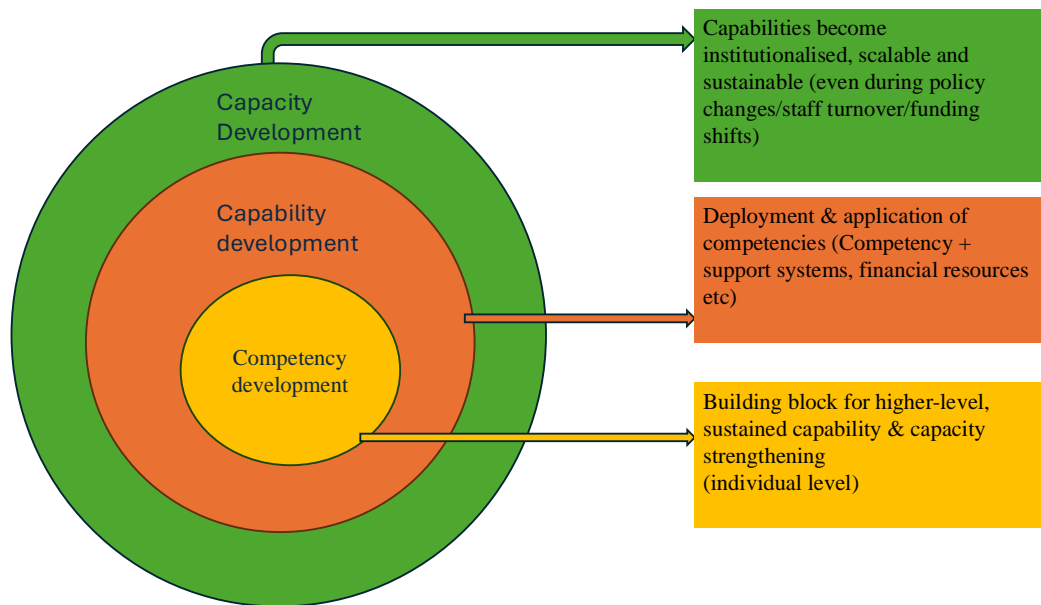 Capacity
Development
Capability
development
Competency
development
Capabilities become
institutionalised, scalable and
sustainable (even during policy
changes/staff turnover/funding
shifts)
Deployment & application of
competencies (Competency +
support systems, financial resources
etc)
Building block for higher-level,
sustained capability & capacity
strengthening
(individual level)